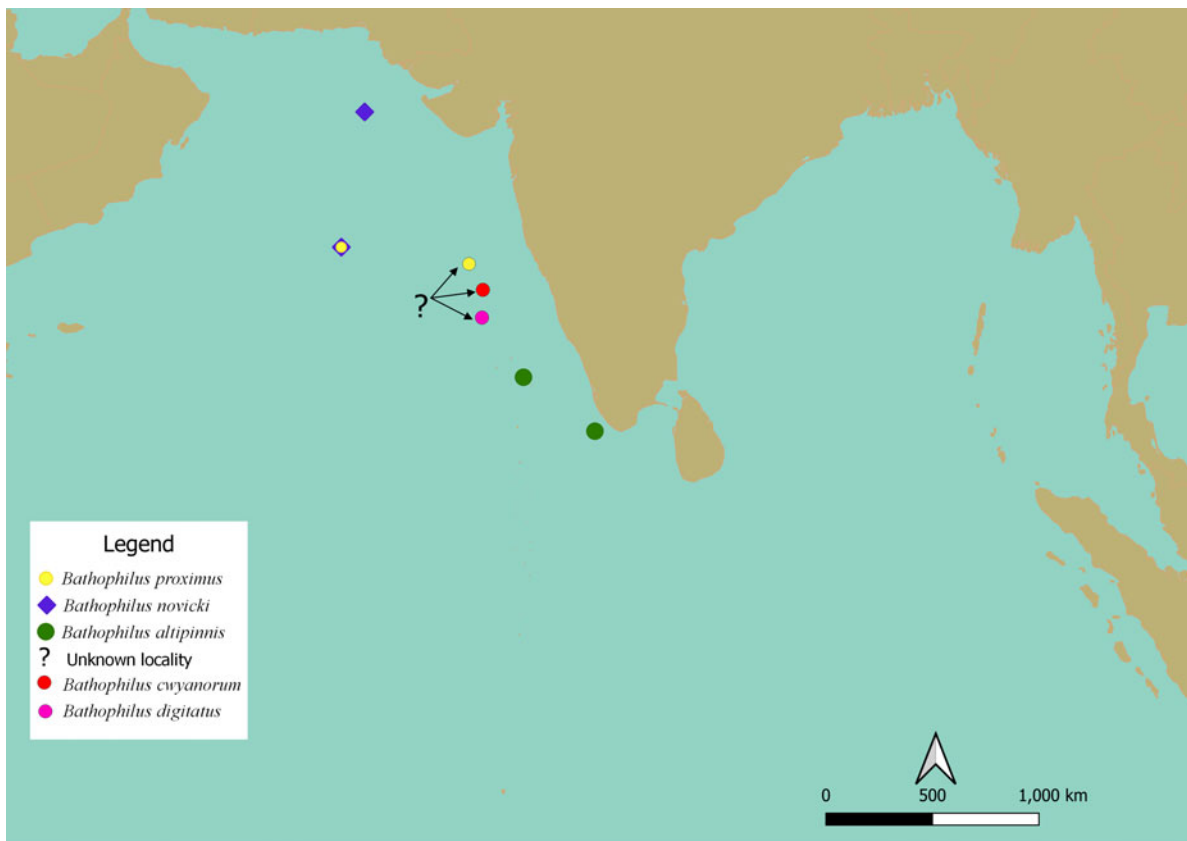 ?
Legend
Bathophilus proximus
Bathophilus novicki
Bathophilus altipinnis
? Unknown locality
Bathophilus cwyanorum
Bathophilus digitatus
0 500 1,000 km